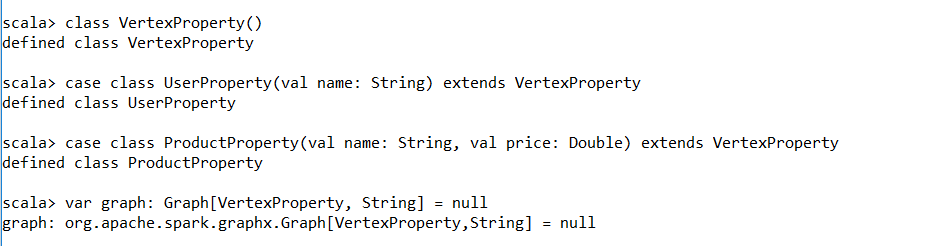 scala> class VertexProperty()
defined class VertexProperty
scala> case class UserProperty(val name: String) extends VertexProperty
defined class UserProperty
scala> case class ProductProperty(val name: String, val price: Double) extends VertexProperty
defined class ProductProperty
scala> var graph: Graph[VertexProperty, String] = null
graph: org.apache.spark.graphx.Graph[VertexProperty,String] = null